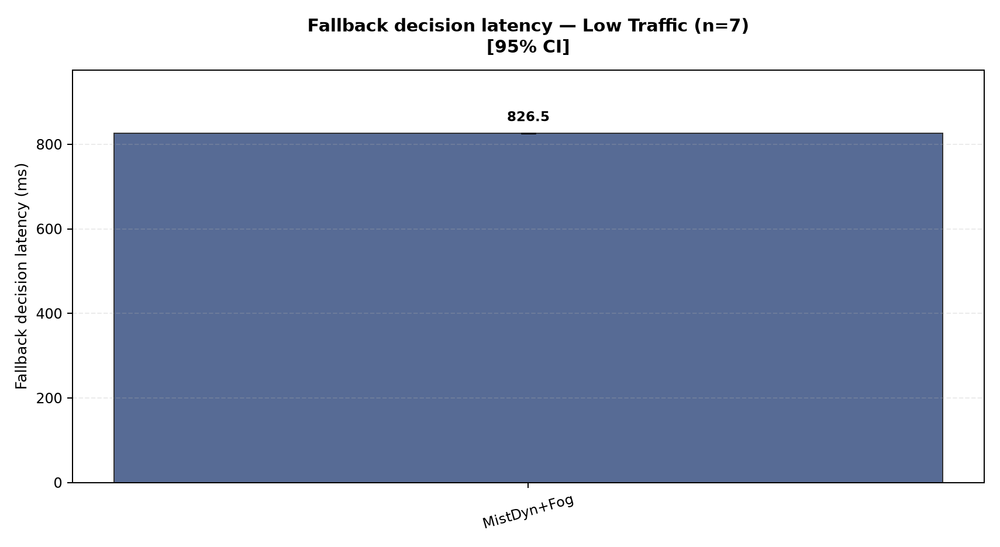 Fallback decision latency — Low Traffic (n=7)
[95% CI]
826.5
Fallback decision latency (ms)
800
600
400
200
0
MistDyn+Fog